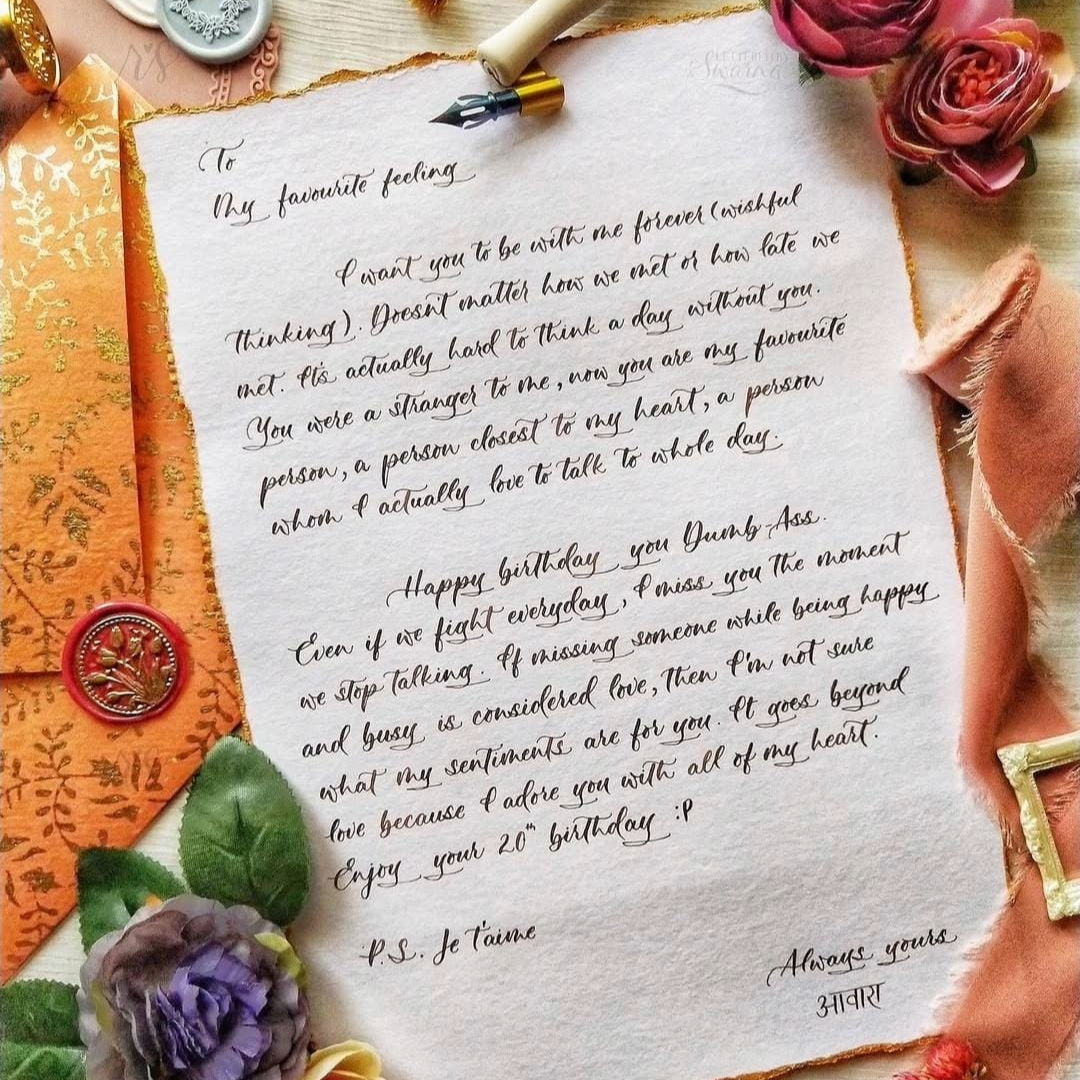 To
My favourite feeling
I want you to be with me forever (wishful
thinking). Doesnt matter how we met or how late we
met. It's actually hard to think a day without you.
You were a stranger to me, now you are my favourite
person, a person closest to my heart, a person
whom I actually love to talk to whole day.
Happy birthday you Dumb-Ass.
Even if we fight everyday, I miss you the moment
we stop talking. If missing someone while being happy
and busy is considered love, then I'm not sure
what my sentiments are for you. It goes beyond
love because I adore you with all of my heart.
Enjoy your 20th birthday :P
P.S. Je t'aime
Always yours
आवारा